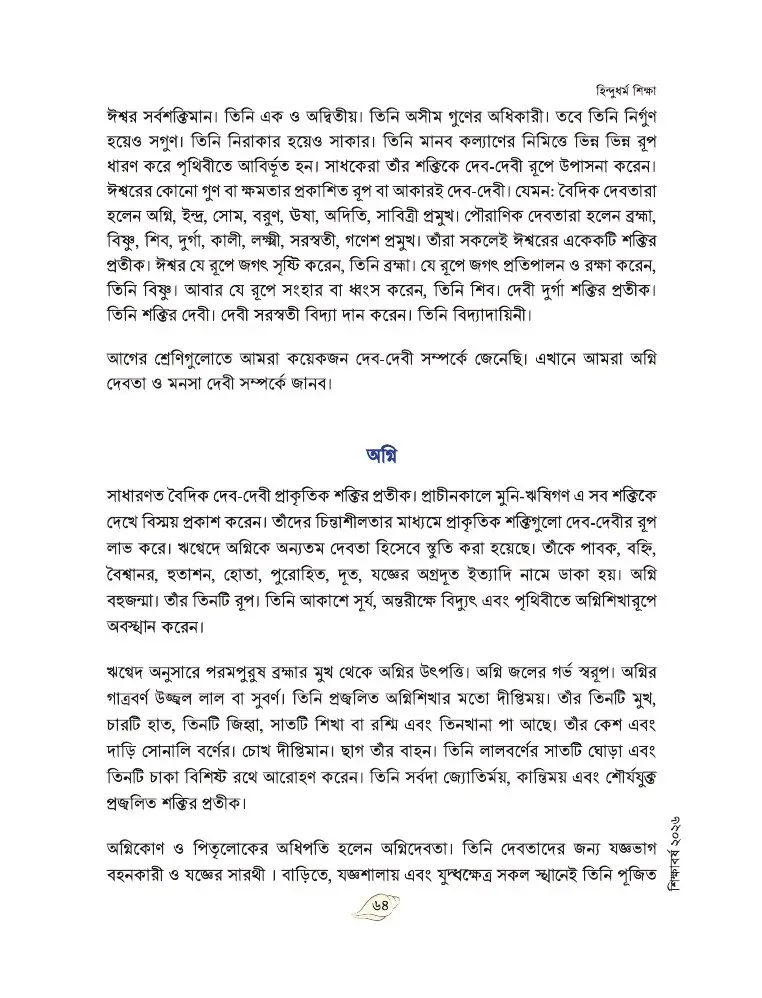 হিন্দুধর্ম শিক্ষা
ঈশ্বর সর্বশক্তিমান। তিনি এক ও অদ্বিতীয়। তিনি অসীম গুণের অধিকারী। তবে তিনি নির্গুণ
হয়েও সগুণ। তিনি নিরাকার হয়েও সাকার। তিনি মানব কল্যাণের নিমিত্তে ভিন্ন ভিন্ন রূপ
ধারণ করে পৃথিবীতে আবির্ভূত হন। সাধকেরা তাঁর শক্তিকে দেব-দেবী রূপে উপাসনা করেন।
ঈশ্বরের কোনো গুণ বা ক্ষমতার প্রকাশিত রূপ বা আকারই দেব-দেবী। যেমন: বৈদিক দেবতারা
হলেন অগ্নি, ইন্দ্র, সোম, বরুণ, ঊষা, অদিতি, সাবিত্রী প্রমুখ। পৌরাণিক দেবতারা হলেন ব্রহ্মা,
বিষ্ণু, শিব, দুর্গা, কালী, লক্ষ্মী, সরস্বতী, গণেশ প্রমুখ। তাঁরা সকলেই ঈশ্বরের একেকটি শক্তির
প্রতীক। ঈশ্বর যে রূপে জগৎ সৃষ্টি করেন, তিনি ব্রহ্মা। যে রূপে জগৎ প্রতিপালন ও রক্ষা করেন,
তিনি বিষ্ণু। আবার যে রূপে সংহার বা ধ্বংস করেন, তিনি শিব। দেবী দুর্গা শক্তির প্রতীক।
তিনি শক্তির দেবী। দেবী সরস্বতী বিদ্যা দান করেন। তিনি বিদ্যাদায়িনী।
আগের শ্রেণিগুলোতে আমরা কয়েকজন দেব-দেবী সম্পর্কে জেনেছি। এখানে আমরা অগ্নি
দেবতা ও মনসা দেবী সম্পর্কে জানব।
অগ্নি
সাধারণত বৈদিক দেব-দেবী প্রাকৃতিক শক্তির প্রতীক। প্রাচীনকালে মুনি-ঋষিগণ এ সব শক্তিকে
দেখে বিস্ময় প্রকাশ করেন। তাঁদের চিন্তাশীলতার মাধ্যমে প্রাকৃতিক শক্তিগুলো দেব-দেবীর রূপ
লাভ করে। ঋগ্বেদে অগ্নিকে অন্যতম দেবতা হিসেবে স্তুতি করা হয়েছে। তাঁকে পাবক, বহ্নি,
বৈশ্বানর, হুতাশন, হোতা, পুরোহিত, দূত, যজ্ঞের অগ্রদূত ইত্যাদি নামে ডাকা হয়। অগ্নি
বহুজন্মা। তাঁর তিনটি রূপ। তিনি আকাশে সূর্য, অন্তরীক্ষে বিদ্যুৎ এবং পৃথিবীতে অগ্নিশিখারূপে
অবস্থান করেন।
ঋগ্বেদ অনুসারে পরমপুরুষ ব্রহ্মার মুখ থেকে অগ্নির উৎপত্তি। অগ্নি জলের গর্ভ স্বরূপ। অগ্নির
গাত্রবর্ণ উজ্জ্বল লাল বা সুবর্ণ। তিনি প্রজ্বলিত অগ্নিশিখার মতো দীপ্তিময়। তাঁর তিনটি মুখ,
চারটি হাত, তিনটি জিহ্বা, সাতটি শিখা বা রশ্মি এবং তিনখানা পা আছে। তাঁর কেশ এবং
দাড়ি সোনালি বর্ণের। চোখ দীপ্তিমান। ছাগ তাঁর বাহন। তিনি লালবর্ণের সাতটি ঘোড়া এবং
তিনটি চাকা বিশিষ্ট রথে আরোহণ করেন। তিনি সর্বদা জ্যোতির্ময়, কান্তিময় এবং শৌর্যযুক্ত
প্রজ্বলিত শক্তির প্রতীক।
অগ্নিকোণ ও পিতৃলোকের অধিপতি হলেন অগ্নিদেবতা। তিনি দেবতাদের জন্য যজ্ঞভাগ
বহনকারী ও যজ্ঞের সারথী । বাড়িতে, যজ্ঞশালায় এবং যুদ্ধক্ষেত্র সকল স্থানেই তিনি পূজিত
শিক্ষাবর্ষ ২০২৬
৬৪